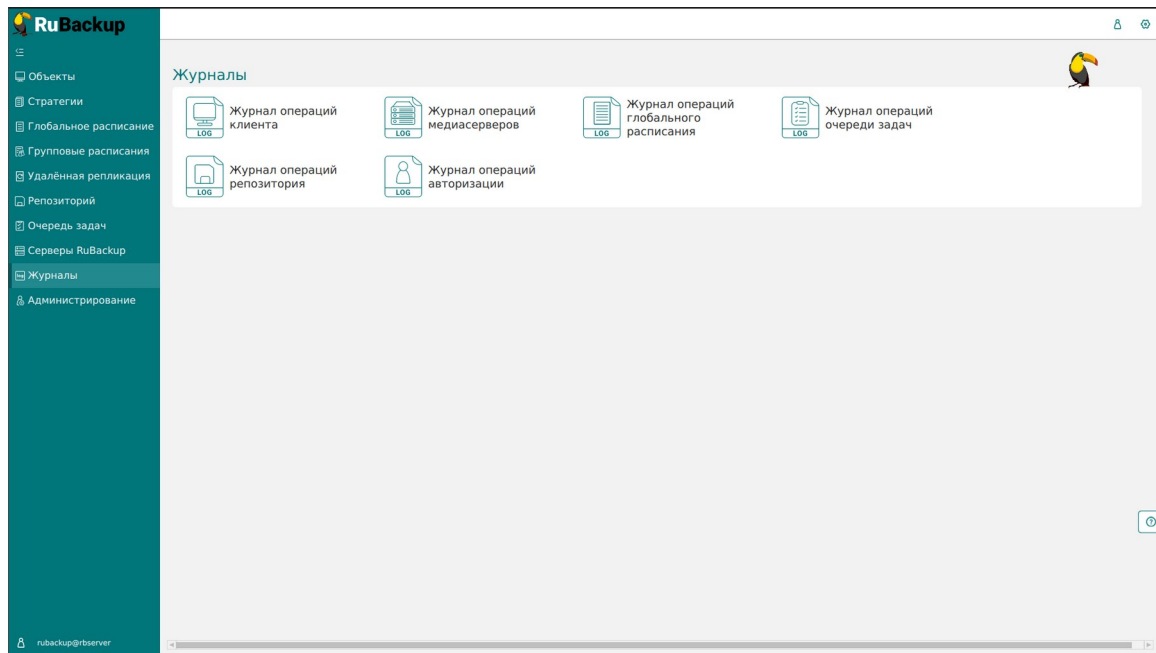 RuBackup
Объекты
Стратегии
Глобальное расписание
Групповые расписания
Удалённая репликация
Репозиторий
Очередь задач
Серверы RuBackup
Журналы
Администрирование
rubackup@rbserver
Журналы
LOG
Журнал операций
клиента
LOG
Журнал операций
медиасерверов
LOG
Журнал операций
глобального
расписания
LOG
Журнал операций
очереди задач
LOG
Журнал операций
репозитория
LOG
Журнал операций
авторизации